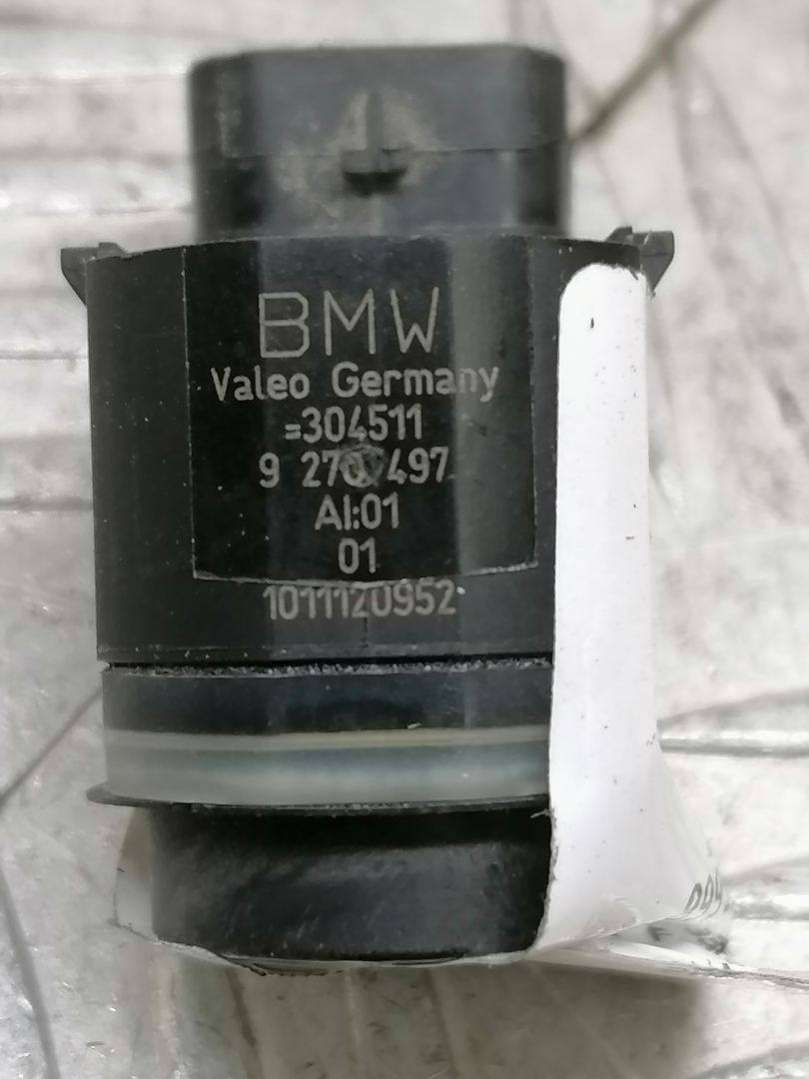 BMW
Valeo Germany
=304511
9 270 497
AI:01
01
1011120952